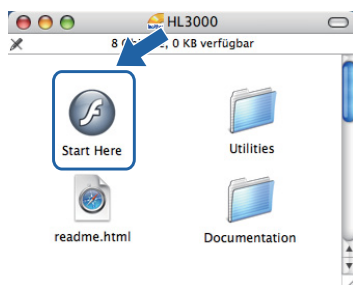 HL3000
8 O , 0 KB verfügbar
Start Here
Utilities
readme.html
Documentation